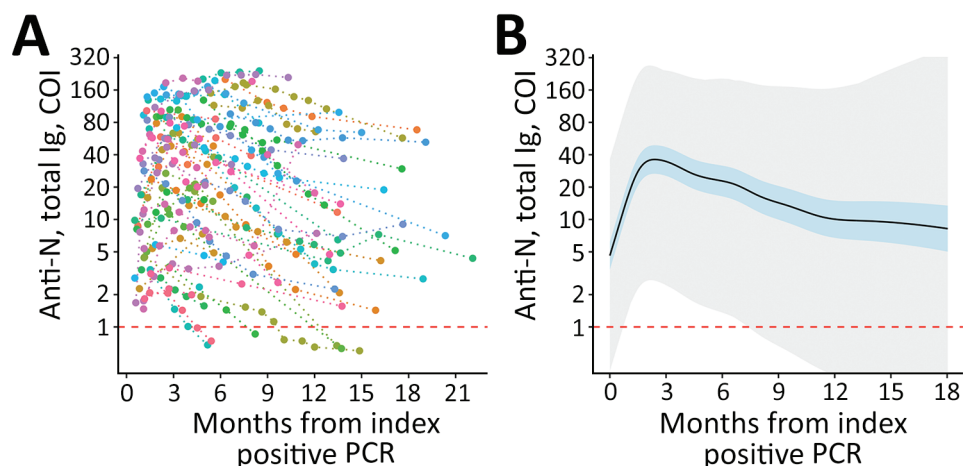 A
Anti-N, total Ig, COI
320
160
80
40
20
10
5
2
1
0 3 6 9 12 15 18 21
Months from index
positive PCR
B
Anti-N, total Ig, COI
320
160
80
40
20
10
5
2
1
0 3 6 9 12 15 18
Months from index
positive PCR